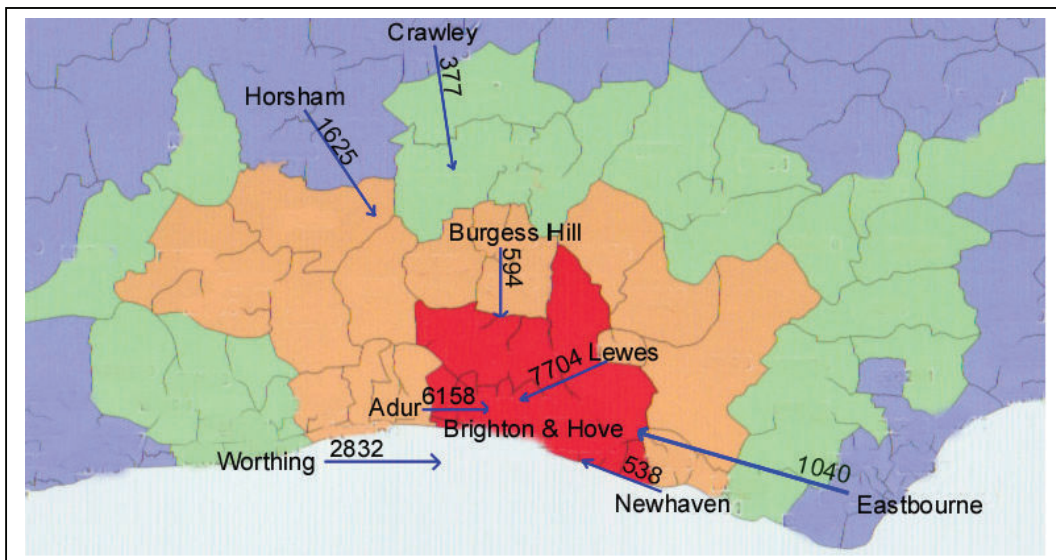 Crawley
377
Horsham
1625
Burgess Hill
594
7704 Lewes
Adur 6158
Brighton & Hove
Worthing 2832
538
1040
Newhaven
Eastbourne